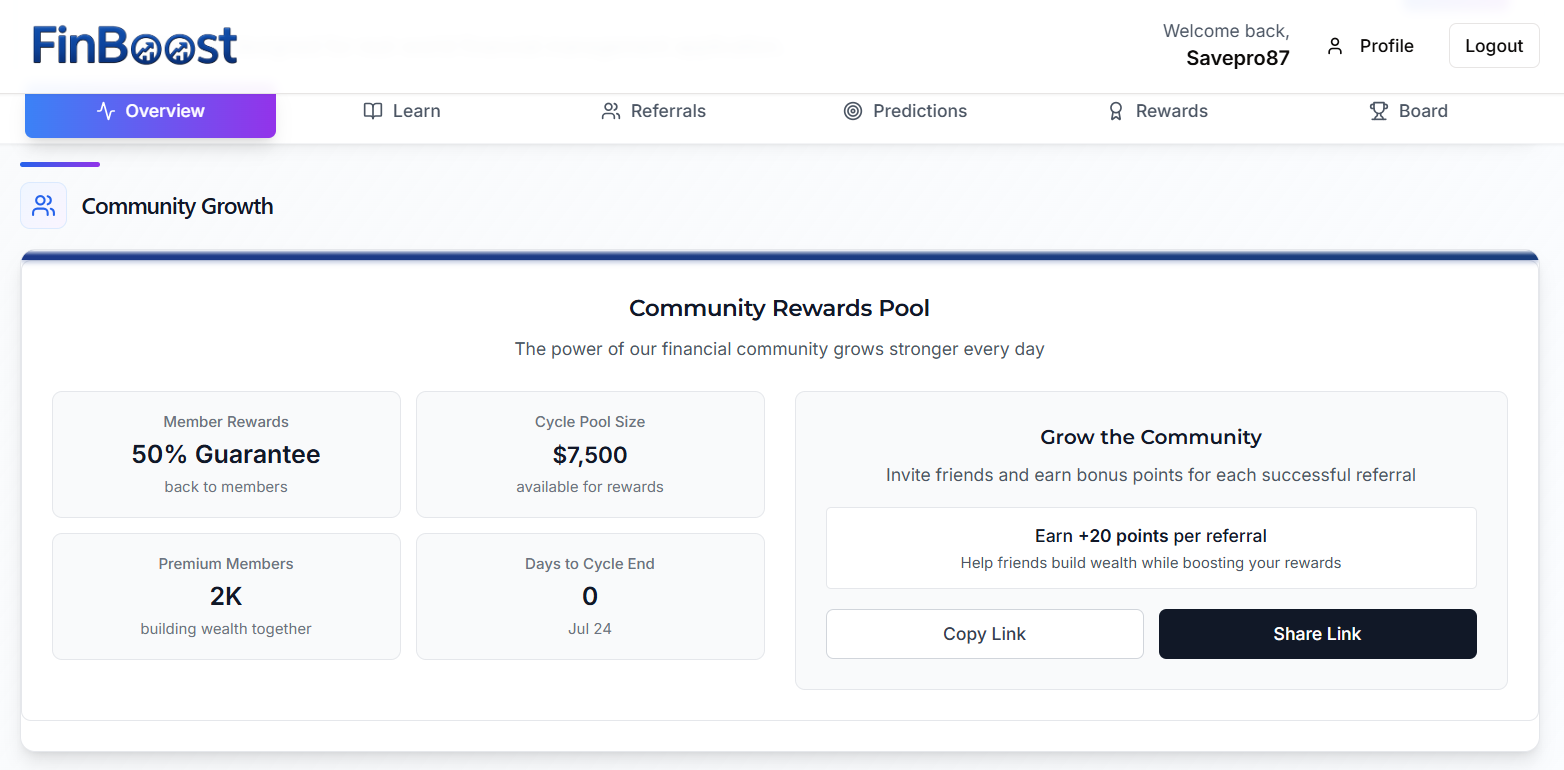 FinBoost
Welcome back,
Savepro87
Profile
Logout
Overview
Learn
Referrals
Predictions
Rewards
Board
Community Growth
Community Rewards Pool
The power of our financial community grows stronger every day
Member Rewards
50% Guarantee
back to members
Cycle Pool Size
$7,500
available for rewards
Premium Members
2K
building wealth together
Days to Cycle End
0
Jul 24
Grow the Community
Invite friends and earn bonus points for each successful referral
Earn +20 points per referral
Help friends build wealth while boosting your rewards
Copy Link
Share Link